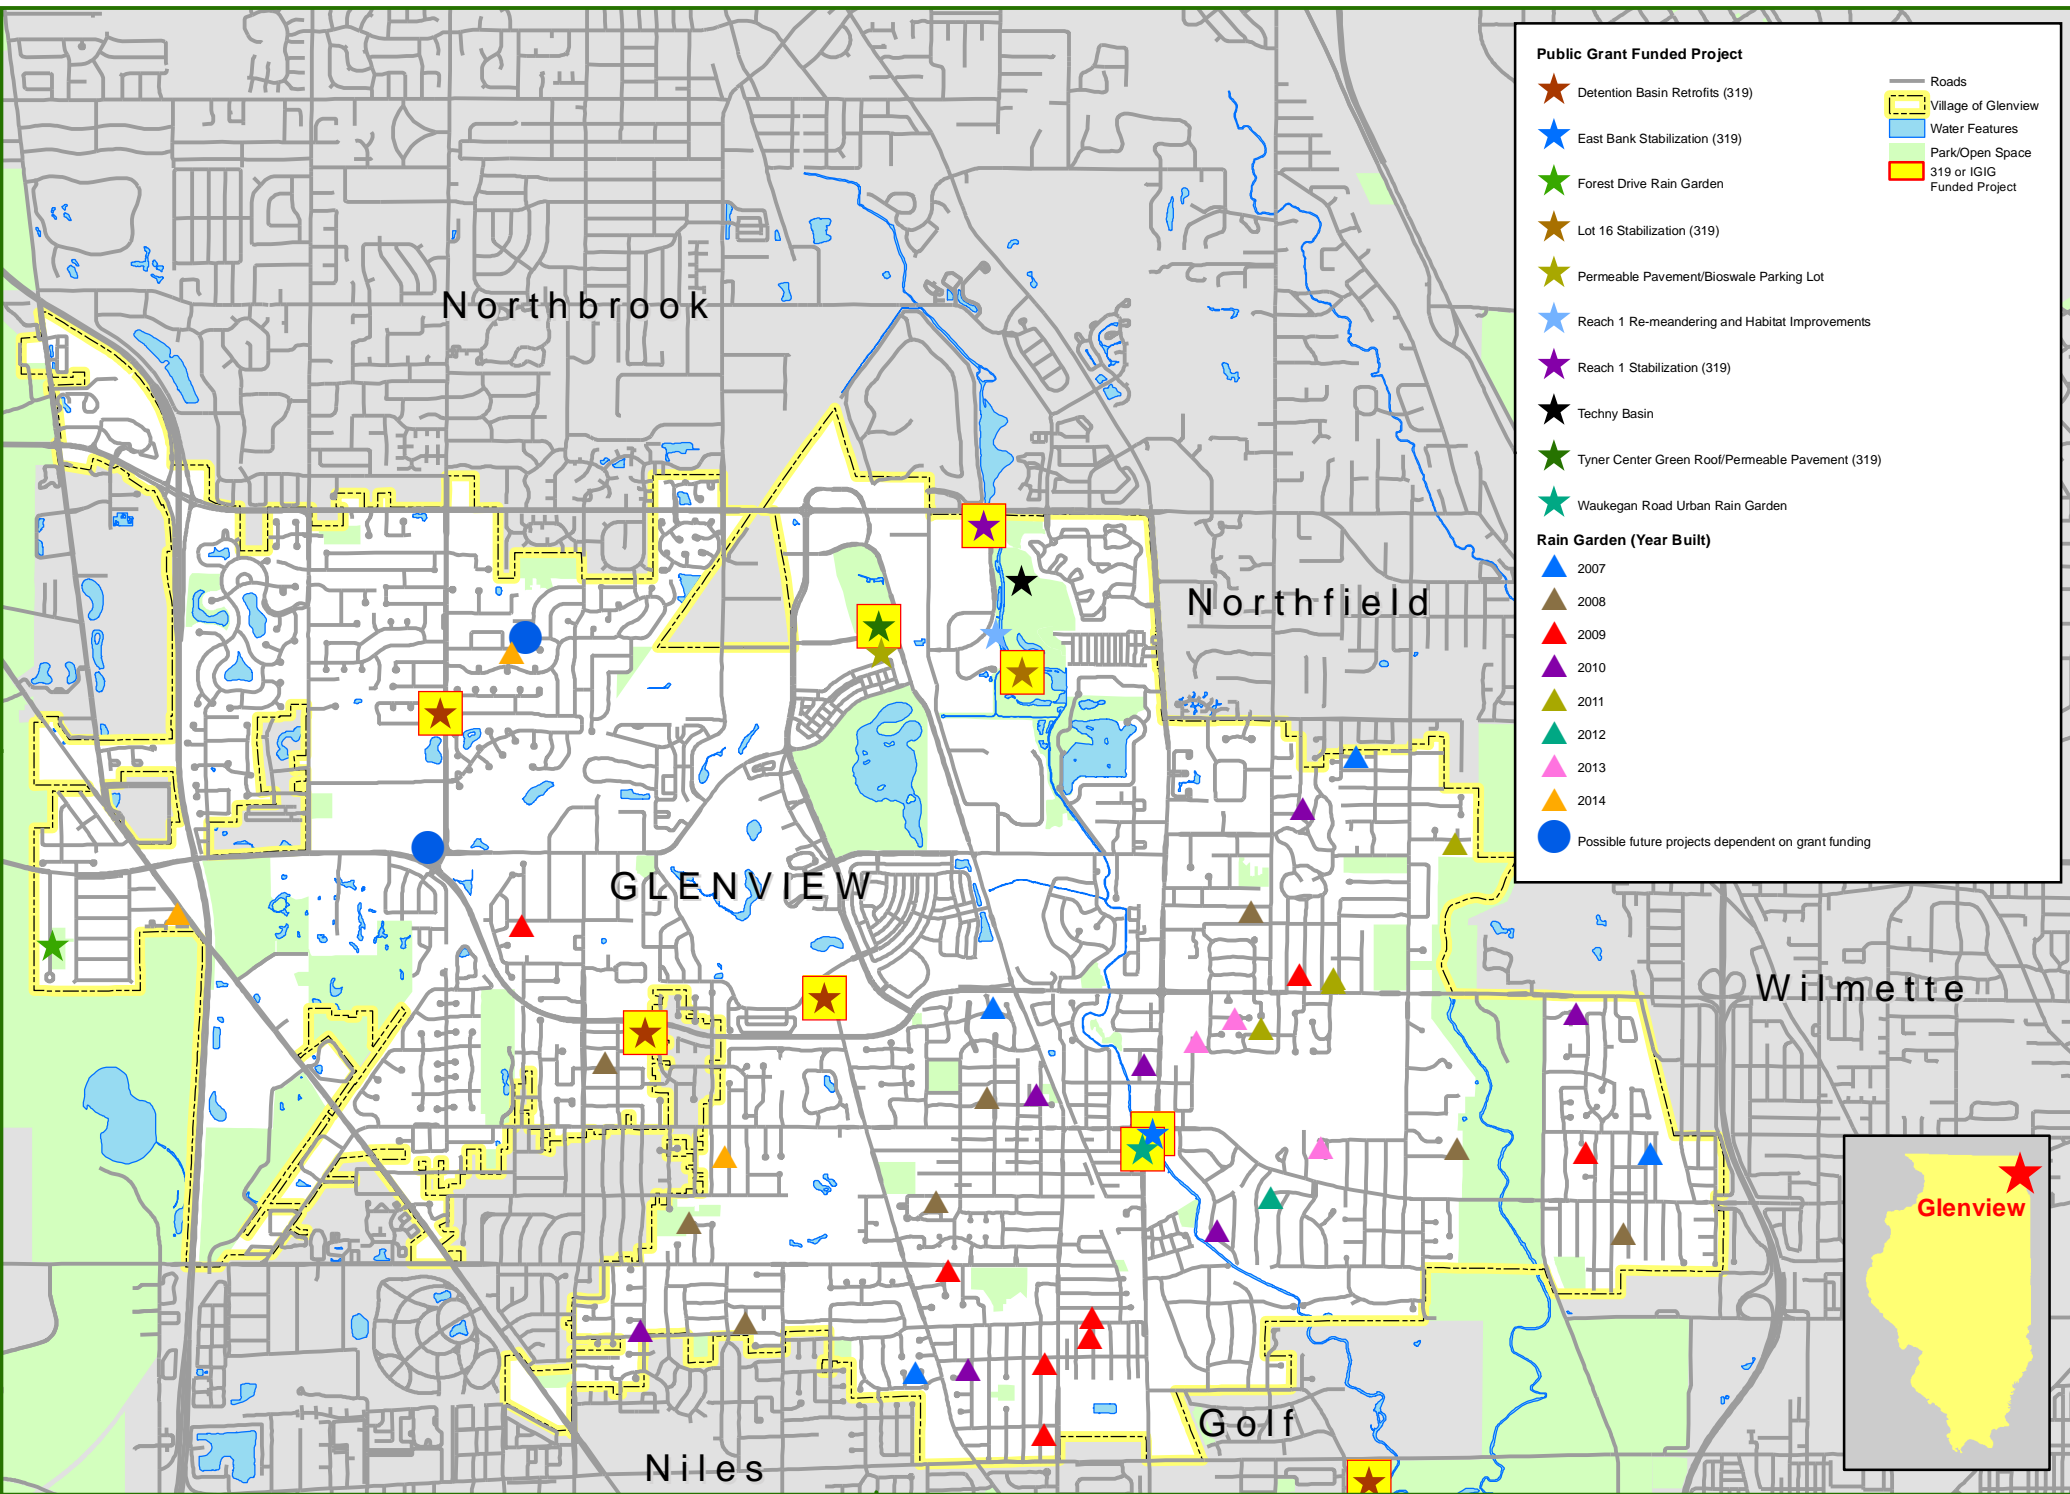 Public Grant Funded Project
Detention Basin Retrofits (319)
East Bank Stabilization (319)
Forest Drive Rain Garden
Lot 16 Stabilization (319)
Permeable Pavement/Bioswale Parking Lot
Reach 1 Re-meandering and Habitat Improvements
Reach 1 Stabilization (319)
Techny Basin
Tyner Center Green Roof/Permeable Pavement (319)
Waukegan Road Urban Rain Garden
Rain Garden (Year Built)
2007
2008
2009
2010
2011
2012
2013
2014
Possible future projects dependent on grant funding
Roads
Village of Glenview
Water Features
Park/Open Space
319 or IGIG
Funded Project
Northbrook
Northfield
GLENVIEW
Wilmette
Golf
Niles
Glenview